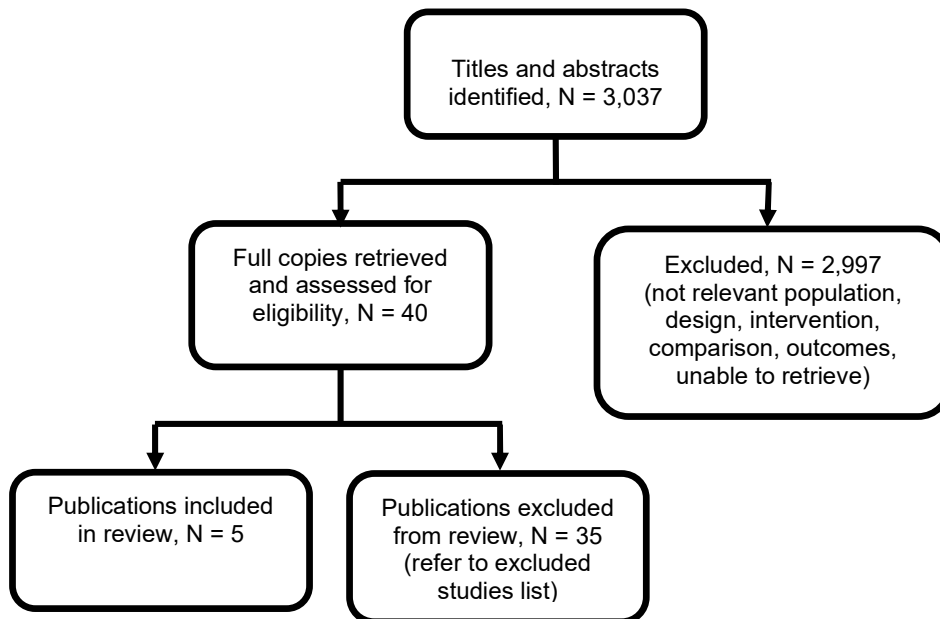 Titles and abstracts
identified, N = 3,037
Full copies retrieved
and assessed for
eligibility, N = 40
Excluded, N = 2,997
(not relevant population,
design, intervention,
comparison, outcomes,
unable to retrieve)
Publications included
in review, N = 5
Publications excluded
from review, N = 35
(refer to excluded
studies list)